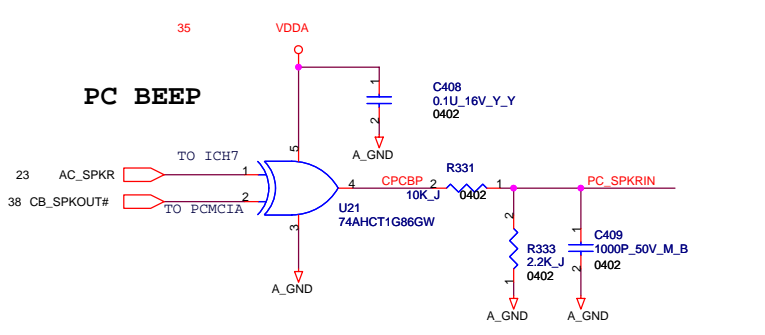 35
VDDA
PC BEEP
1
C408
0.1U_16V_Y_Y
0402
2
A_GND
5
TO ICH7
23 AC_SPKR
1
38 CB_SPKOUT#
2
TO PCMCIA
4
CPCBP
U21
74AHCT1G86GW
3
A_GND
R331
2
1
10K_J
0402
PC_SPKRIN
2
R333
2.2K_J
0402
1
A_GND
1
C409
1000P_50V_M_B
0402
2
A_GND